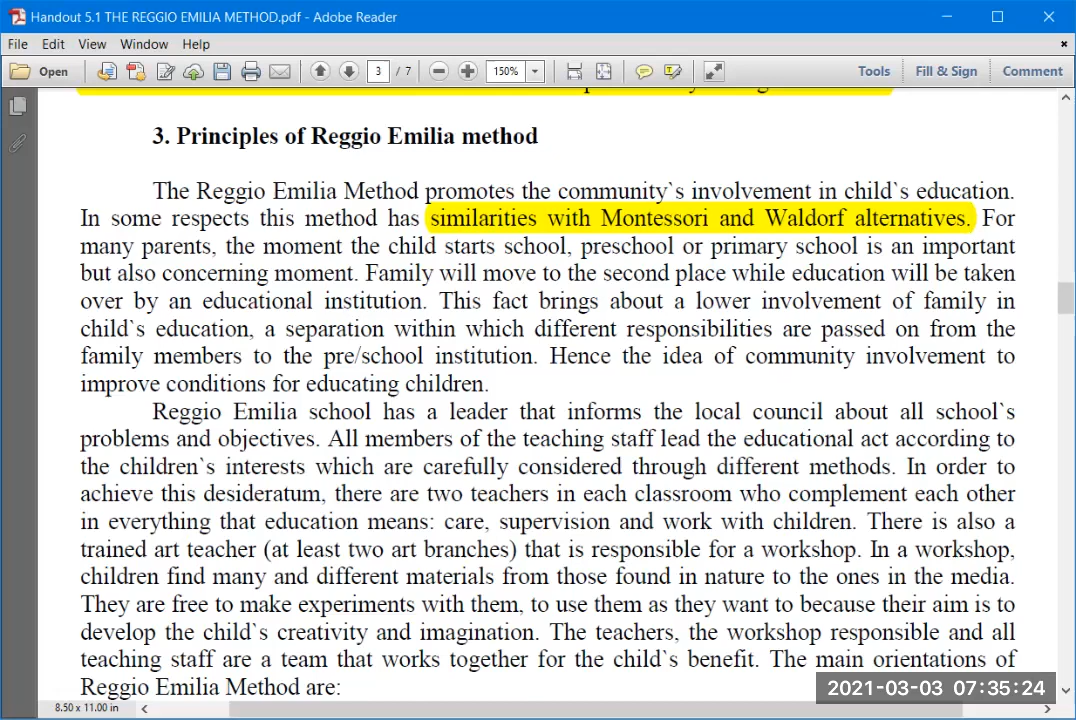 Handout 5.1 THE REGGIO EMILIA METHOD.pdf - Adobe Reader
File Edit View Window Help
Open 3 / 7 150% Tools Fill & Sign Comment
3. Principles of Reggio Emilia method
The Reggio Emilia Method promotes the community`s involvement in child`s education.
In some respects this method has similarities with Montessori and Waldorf alternatives. For
many parents, the moment the child starts school, preschool or primary school is an important
but also concerning moment. Family will move to the second place while education will be taken
over by an educational institution. This fact brings about a lower involvement of family in
child`s education, a separation within which different responsibilities are passed on from the
family members to the pre/school institution. Hence the idea of community involvement to
improve conditions for educating children.
Reggio Emilia school has a leader that informs the local council about all school`s
problems and objectives. All members of the teaching staff lead the educational act according to
the children`s interests which are carefully considered through different methods. In order to
achieve this desideratum, there are two teachers in each classroom who complement each other
in everything that education means: care, supervision and work with children. There is also a
trained art teacher (at least two art branches) that is responsible for a workshop. In a workshop,
children find many and different materials from those found in nature to the ones in the media.
They are free to make experiments with them, to use them as they want to because their aim is to
develop the child`s creativity and imagination. The teachers, the workshop responsible and all
teaching staff are a team that works together for the child`s benefit. The main orientations of
Reggio Emilia Method are:
2021-03-03 07:35:24
8.50 x 11.00 in